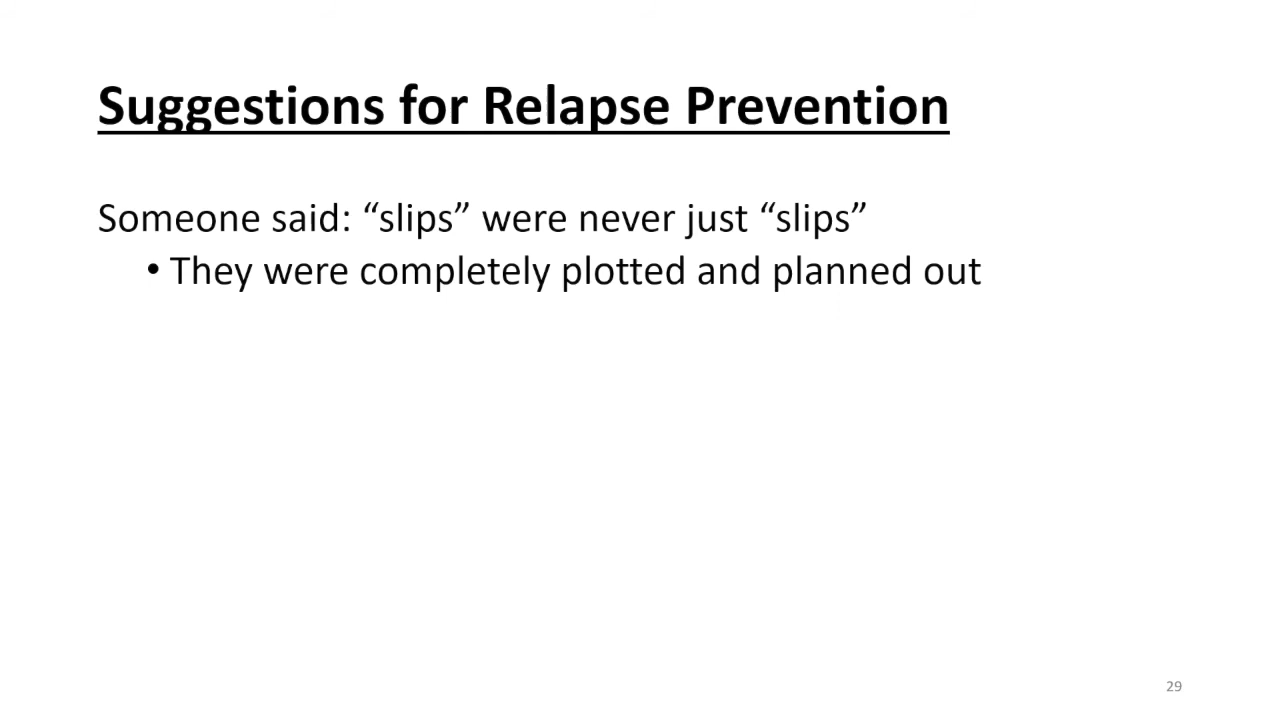 Suggestions for Relapse Prevention
Someone said: “slips” were never just “slips”
• They were completely plotted and planned out
29